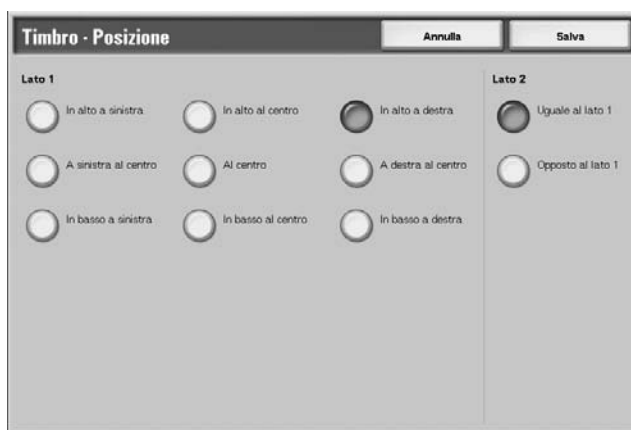 Timbro - Posizione
Annulla
Salva
Lato 1
Lato 2
In alto a sinistra
In alto al centro
In alto a destra
Uguale al lato 1
A sinistra al centro
Al centro
A destra al centro
Opposto al lato 1
In basso a sinistra
In basso al centro
In basso a destra